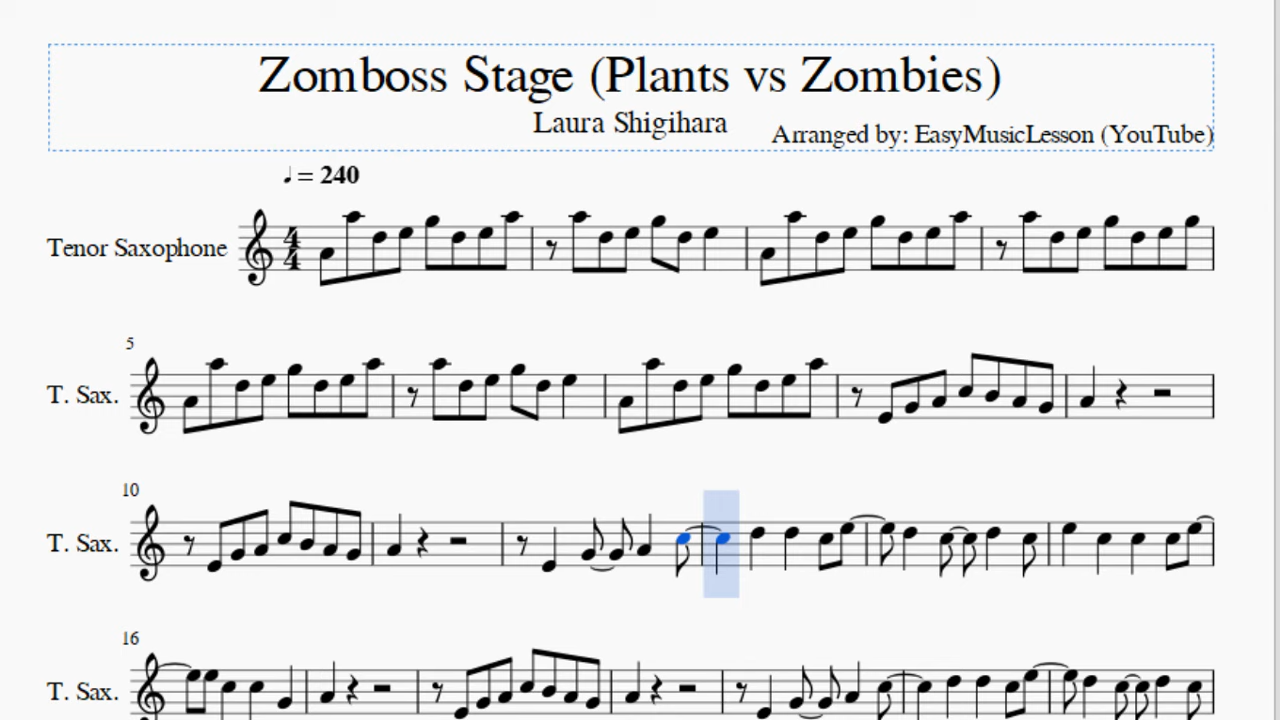 Zomboss Stage (Plants vs Zombies)
Laura Shigihara
Arranged by: EasyMusicLesson (YouTube)
♩ = 240
Tenor Saxophone
4
4
5
T. Sax.
10
T. Sax.
16
T. Sax.